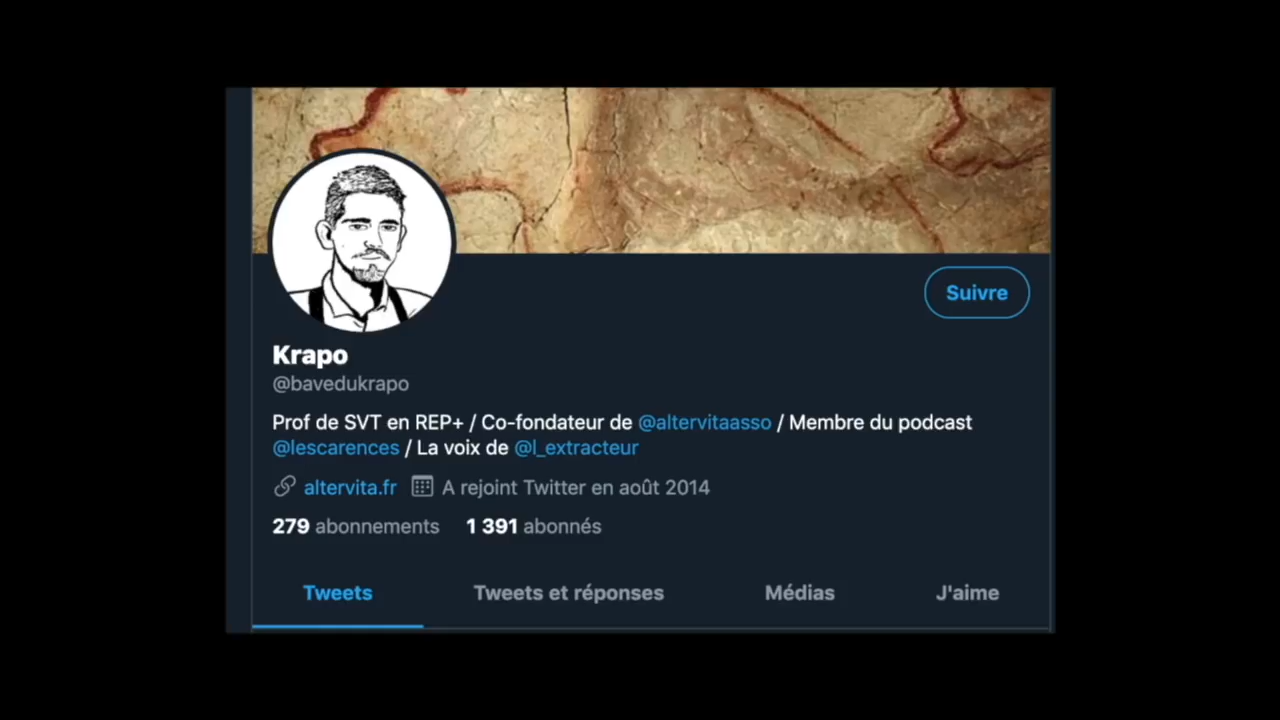 Suivre
Krapo
@bavedukrapo
Prof de SVT en REP+ / Co-fondateur de @altervitaasso / Membre du podcast
@lescarences / La voix de @l_extracteur
altervita.fr A rejoint Twitter en août 2014
279 abonnements 1 391 abonnés
Tweets Tweets et réponses Médias J'aime